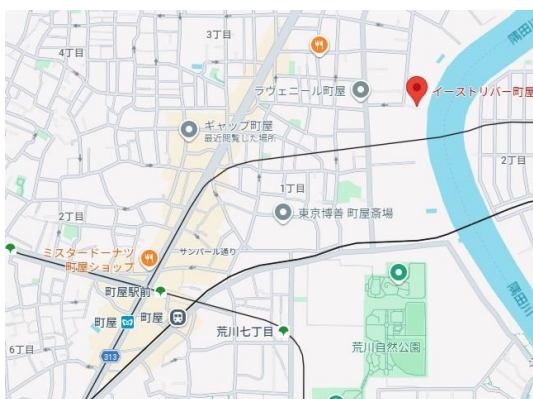 3丁目
隅田川
4丁目
ラヴェニール町屋
イーストリバー町屋
ギャップ町屋
最近閲覧した場所
2丁目
1丁目
2丁目
東京博善 町屋斎場
ミスタードーナツ
町屋ショップ
サンパール通り
町屋駅前
町屋
町屋
荒川七丁目
6丁目
313
荒川自然公園
隅田川